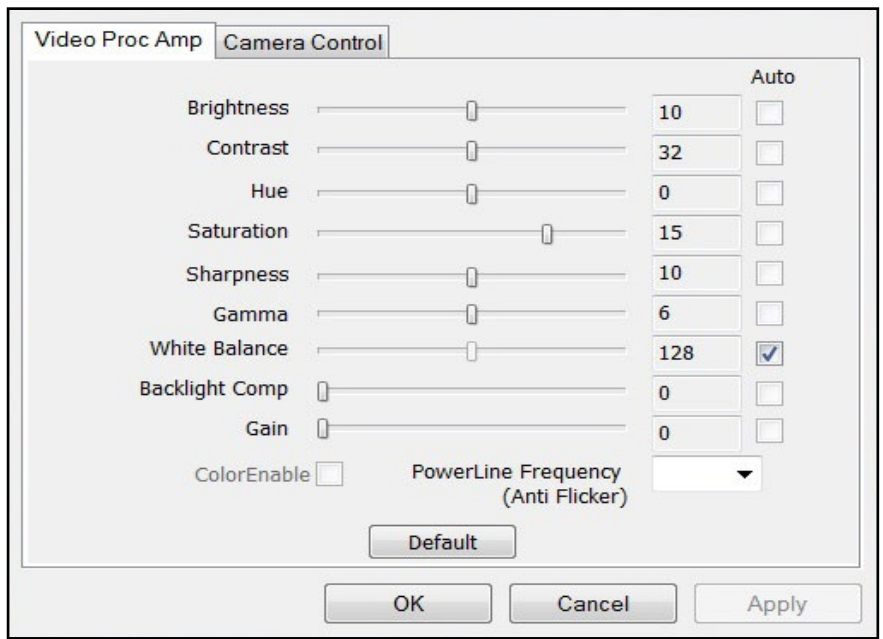 Video Proc Amp Camera Control
Auto
Brightness 10
Contrast 32
Hue 0
Saturation 15
Sharpness 10
Gamma 6
White Balance 128
Backlight Comp 0
Gain 0
ColorEnable PowerLine Frequency
(Anti Flicker)
Default
OK Cancel Apply